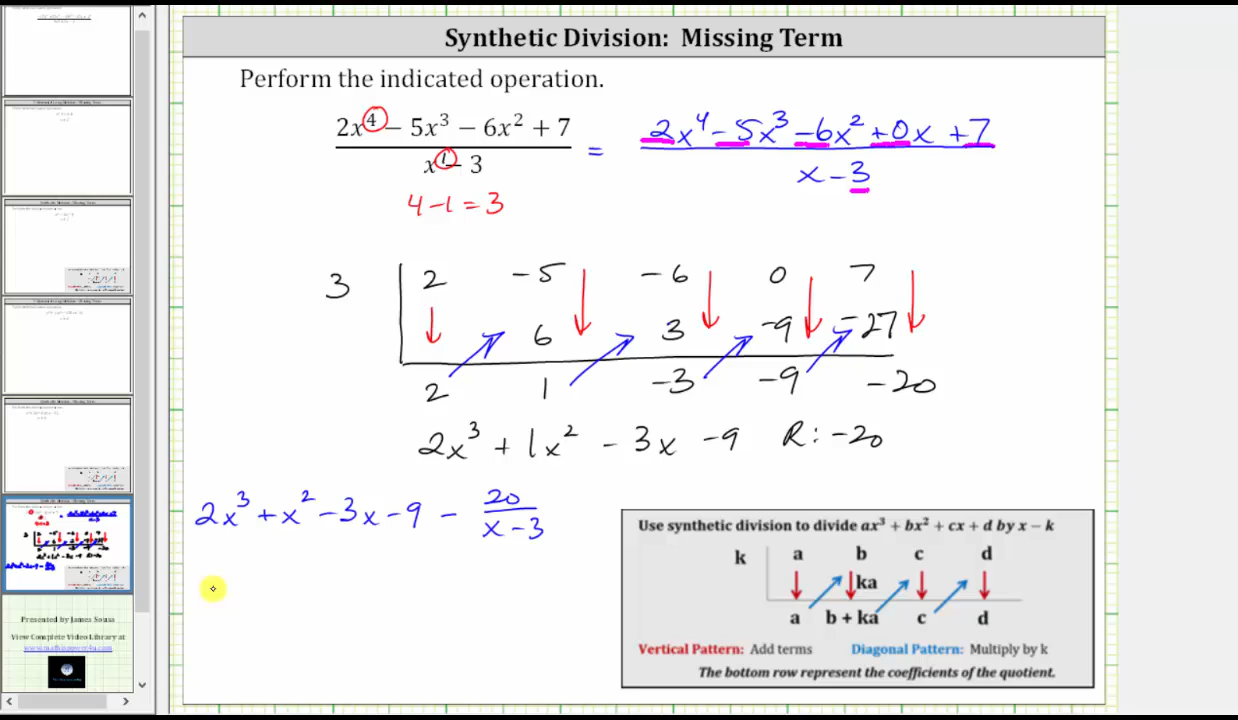 Synthetic Division: Missing Term
Perform the indicated operation.
2x⁴ − 5x³ − 6x² + 7
x¹ − 3
= 2x⁴ −5x³ −6x² +0x +7
x − 3
4 − 1 = 3
3 2 −5 −6 0 7
6 3 −9 −27
2 1 −3 −9 −20
2x³ + 1x² − 3x − 9 R: −20
2x³ + x² − 3x − 9 − 20
x − 3
Use synthetic division to divide ax³ + bx² + cx + d by x − k
k a b c d
ka
a b + ka c d
Vertical Pattern: Add terms Diagonal Pattern: Multiply by k
The bottom row represent the coefficients of the quotient.
Presented by James Sousa
View Complete Video Library at